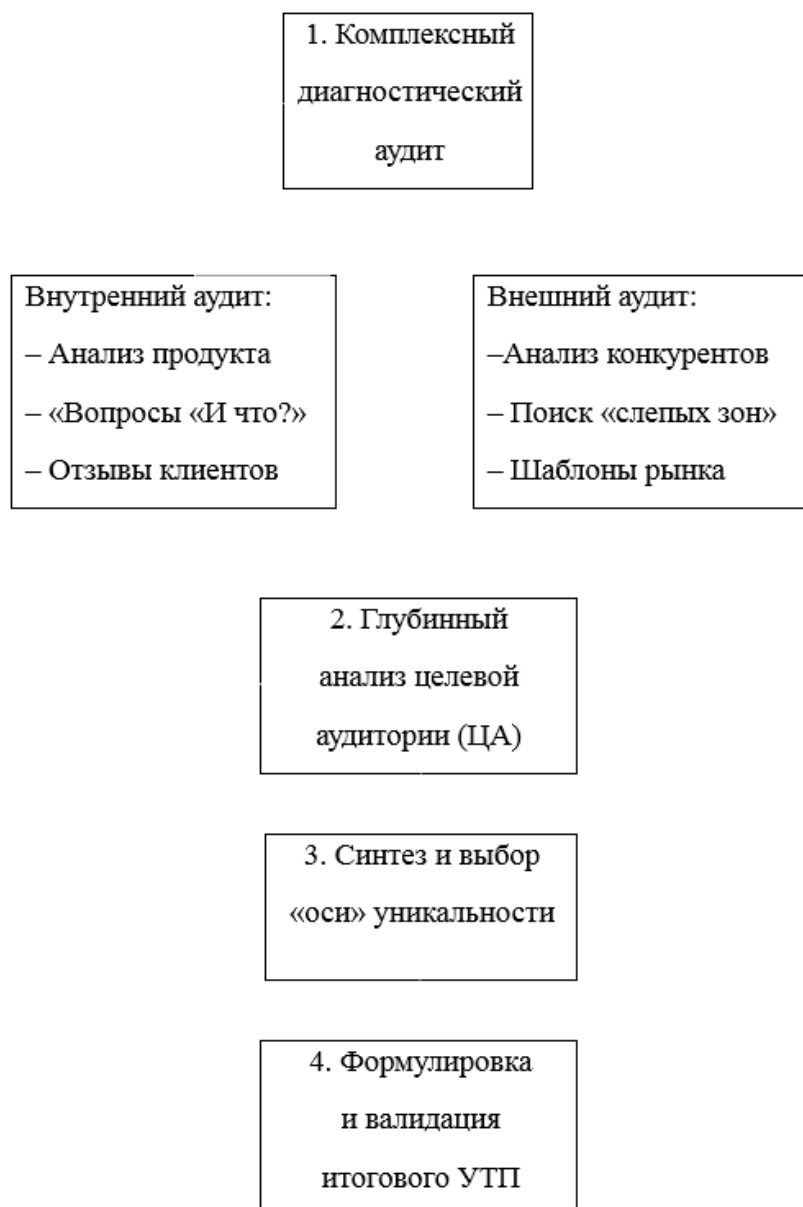 1. Комплексный
диагностический
аудит
Внутренний аудит:
– Анализ продукта
– «Вопросы «И что?»
– Отзывы клиентов
Внешний аудит:
–Анализ конкурентов
– Поиск «слепых зон»
– Шаблоны рынка
2. Глубинный
анализ целевой
аудитории (ЦА)
3. Синтез и выбор
«оси» уникальности
4. Формулировка
и валидация
итогового УТП